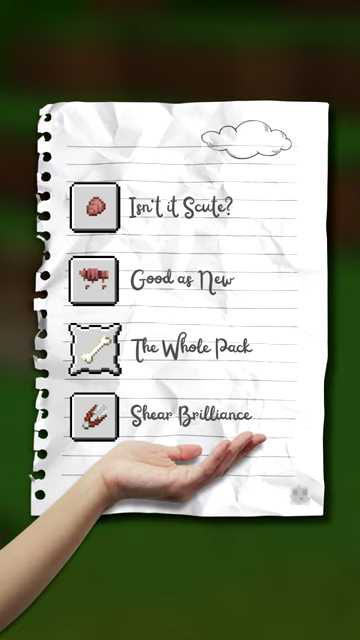 Isn't it Scute?
Good as New
The Whole Pack
Shear Brilliance